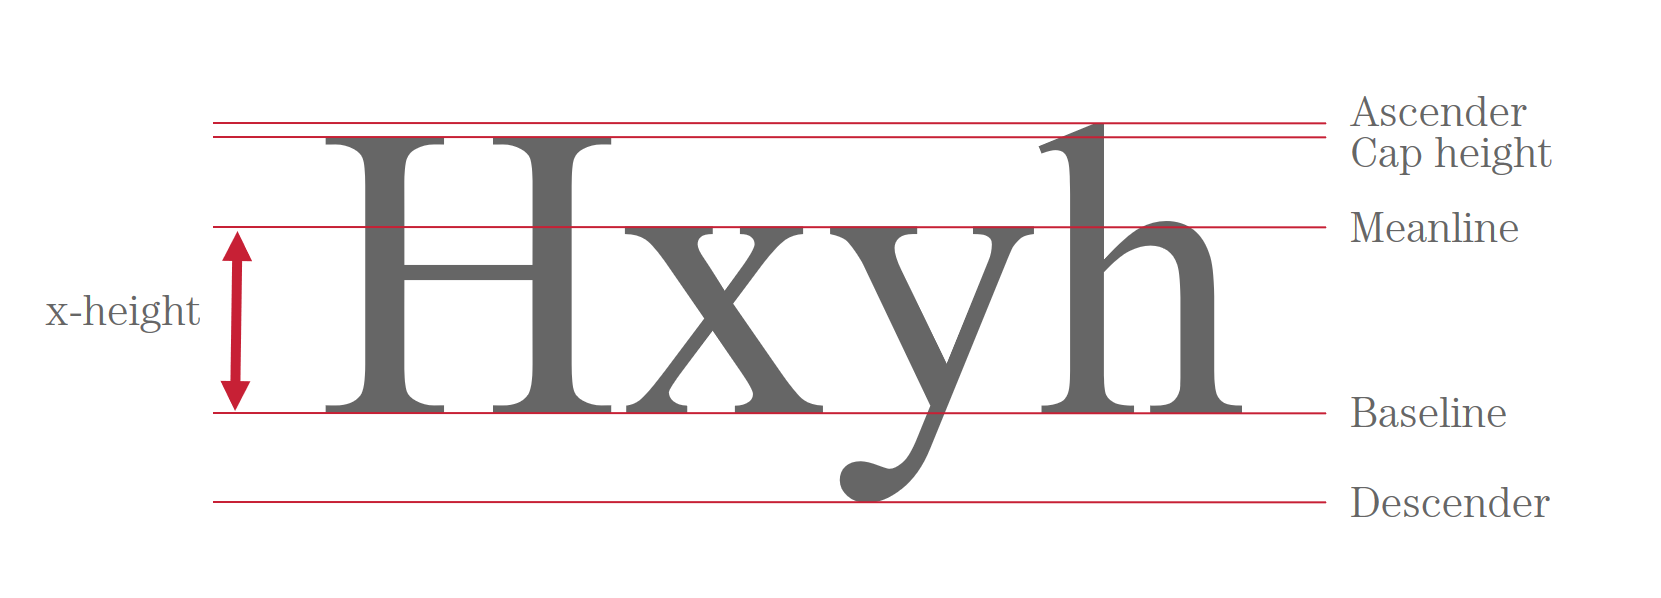 Ascender
Cap height
Meanline
x-height
Hxyh
Baseline
Descender